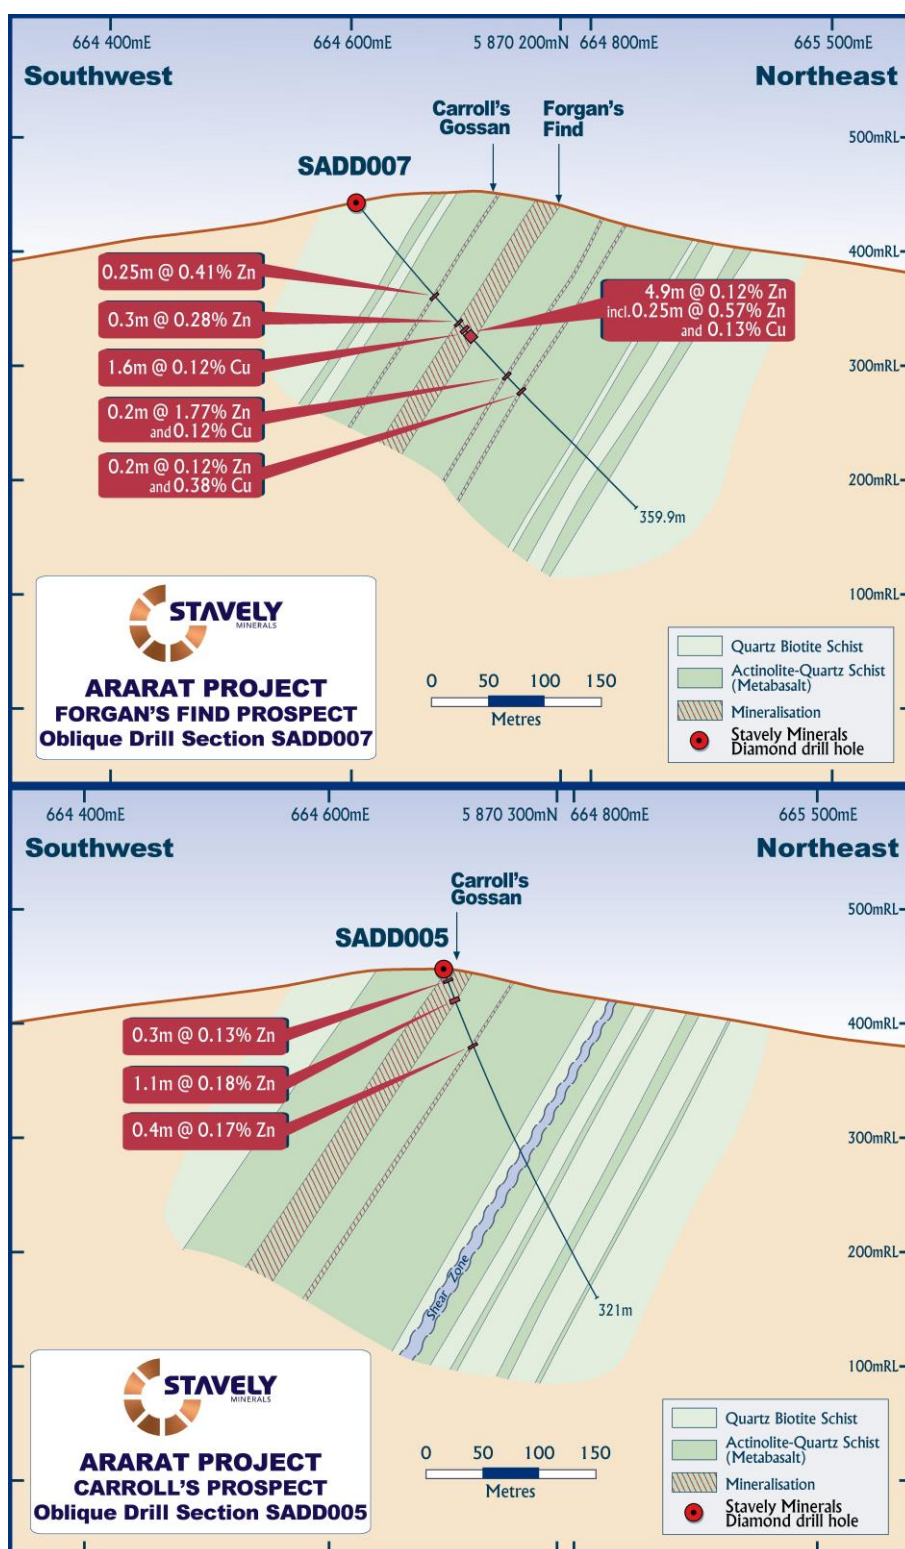 664 400mE 664 600mE 5 870 200mN 664 800mE 665 500mE
Southwest Northeast
Carroll's
Gossan
Forgan's
Find
500mRL
SADD007
400mRL
0.25m @ 0.41% Zn
0.3m @ 0.28% Zn
1.6m @ 0.12% Cu
0.2m @ 1.77% Zn
and 0.12% Cu
0.2m @ 0.12% Zn
and 0.38% Cu
4.9m @ 0.12% Zn
incl. 0.25m @ 0.57% Zn
and 0.13% Cu
300mRL
200mRL
359.9m
100mRL
STAVELY
MINERALS
ARARAT PROJECT
FORGAN'S FIND PROSPECT
Oblique Drill Section SADD007
0 50 100 150
Metres
Quartz Biotite Schist
Actinolite-Quartz Schist
(Metabasalt)
Mineralisation
Stavely Minerals
Diamond drill hole
664 400mE 664 600mE 5 870 300mN 664 800mE 665 500mE
Southwest Northeast
Carroll's
Gossan
500mRL
SADD005
400mRL
0.3m @ 0.13% Zn
1.1m @ 0.18% Zn
0.4m @ 0.17% Zn
300mRL
200mRL
Shear Zone
321m
100mRL
STAVELY
MINERALS
ARARAT PROJECT
CARROLL'S PROSPECT
Oblique Drill Section SADD005
0 50 100 150
Metres
Quartz Biotite Schist
Actinolite-Quartz Schist
(Metabasalt)
Mineralisation
Stavely Minerals
Diamond drill hole